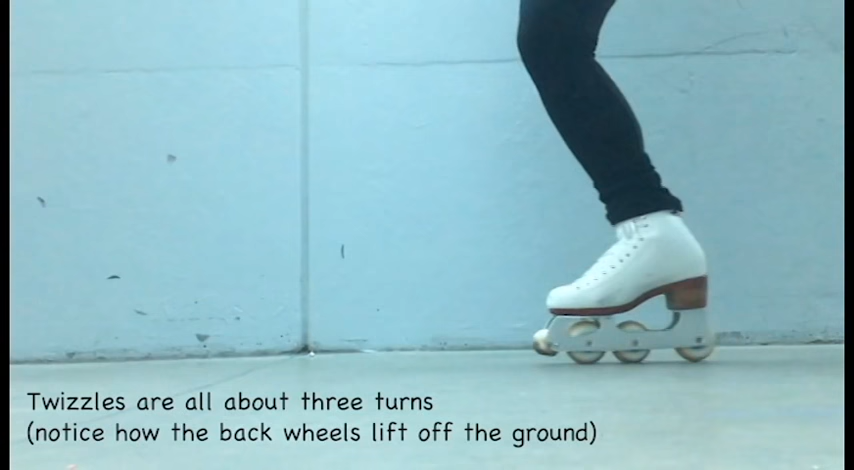 Twizzles are all about three turns
(notice how the back wheels lift off the ground)